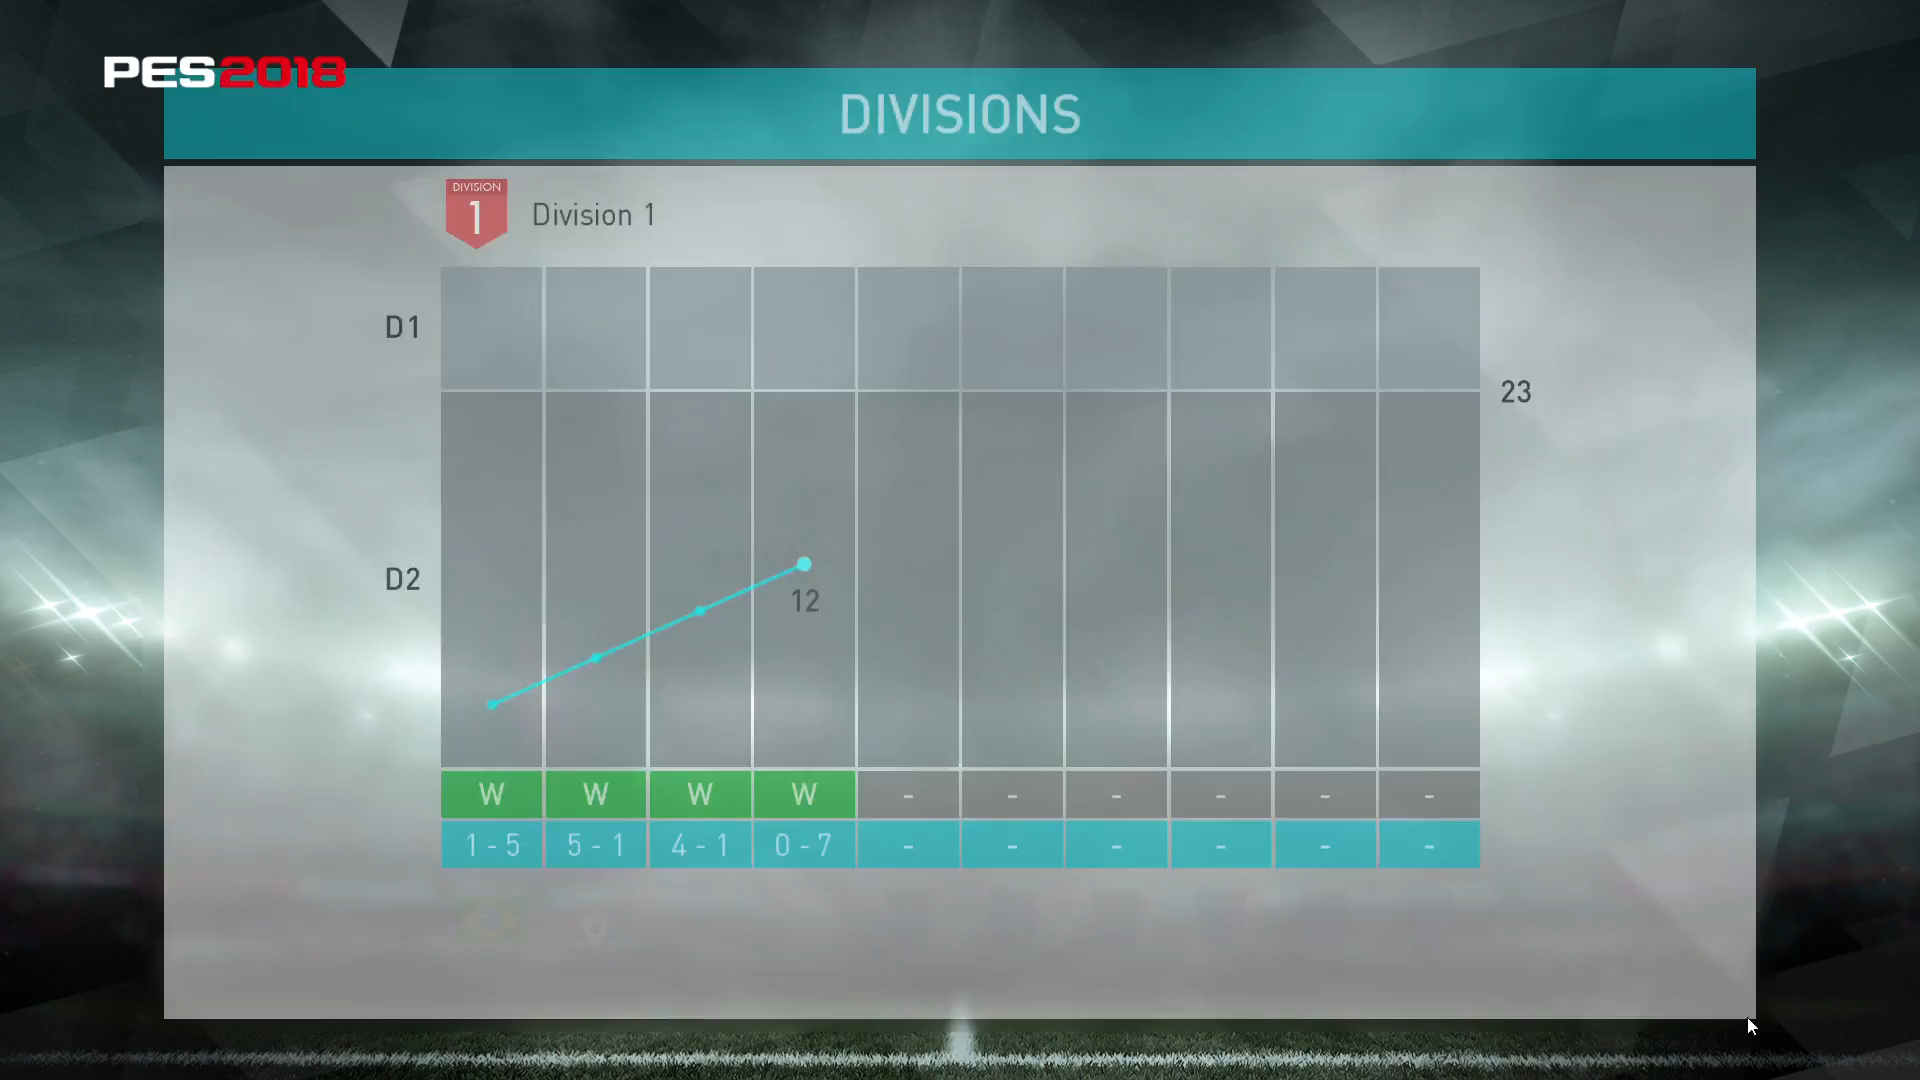 PES2018
DIVISIONS
DIVISION
1
Division 1
D1
23
D2
12
W W W W - - - - - -
1 - 5 5 - 1 4 - 1 0 - 7 - - - - - -